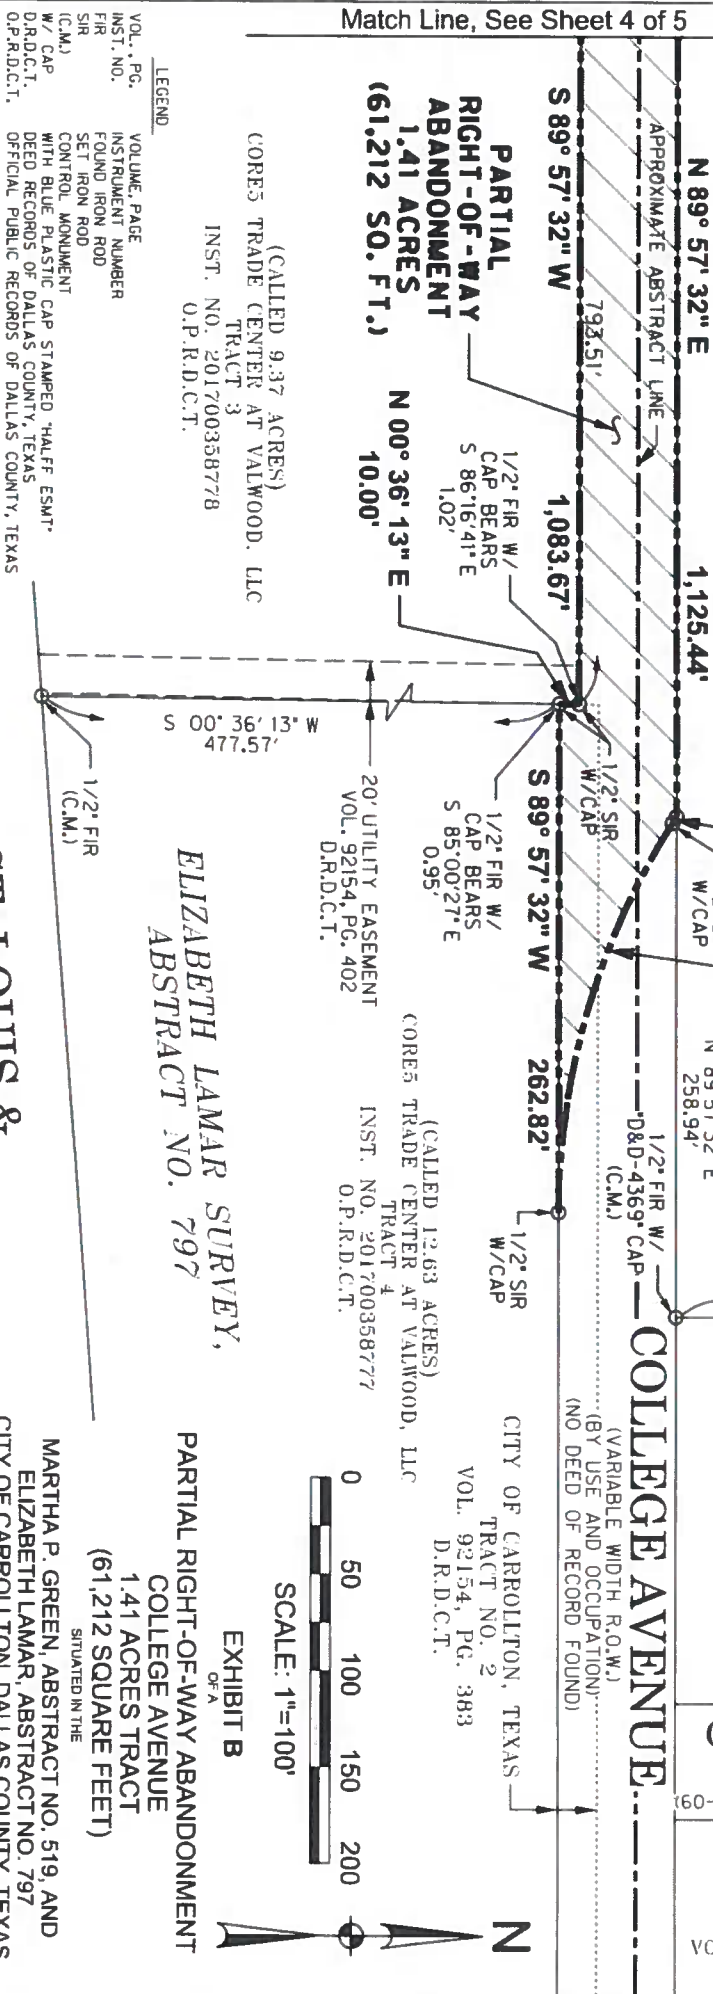 Match Line, See Sheet 4 of 5
N 89° 57' 32" E
1,125.44'
APPROXIMATE ABSTRACT LINE
S 89° 57' 32" W
793.51'
1,083.67'
PARTIAL
RIGHT-OF-WAY
ABANDONMENT
1.41 ACRES
(61,212 SQ. FT.)
1/2" FIR W/
CAP BEARS
S 86°16'41" E
1.02'
N 00° 36' 13" E
10.00'
(CALLED 9.37 ACRES)
CORE5 TRADE CENTER AT VALWOOD, LLC
TRACT 3
INST. NO. 201700358778
O.P.R.D.C.T.
LEGEND
VOL., PG. VOLUME, PAGE
INST. NO. INSTRUMENT NUMBER
FIR FOUND IRON ROD
SIR SET IRON ROD
(C.M.) CONTROL MONUMENT
W/ CAP WITH BLUE PLASTIC CAP STAMPED "HALFF ESMT"
D.R.D.C.T. DEED RECORDS OF DALLAS COUNTY, TEXAS
O.P.R.D.C.T. OFFICIAL PUBLIC RECORDS OF DALLAS COUNTY, TEXAS
1/2" SIR
W/CAP
W/CAP
258.94'
1/2" FIR W/
"D&D-4369" CAP
(C.M.)
S 89° 57' 32" W
262.82'
1/2" FIR W/
CAP BEARS
S 85°00'27" E
0.95'
1/2" SIR
W/CAP
S 00° 36' 13" W
477.57'
20' UTILITY EASEMENT
VOL. 92154, PG. 402
D.R.D.C.T.
1/2" FIR
(C.M.)
(CALLED 12.63 ACRES)
CORE5 TRADE CENTER AT VALWOOD, LLC
TRACT 4
INST. NO. 201700358777
O.P.R.D.C.T.
ELIZABETH LAMAR SURVEY,
ABSTRACT NO. 797
COLLEGE AVENUE
(VARIABLE WIDTH R.O.W.)
(BY USE AND OCCUPATION)
(NO DEED OF RECORD FOUND)
CITY OF CARROLLTON, TEXAS
TRACT NO. 2
VOL. 92154, PG. 383
D.R.D.C.T.
N
0 50 100 150 200
SCALE: 1"=100'
EXHIBIT B
OF A
PARTIAL RIGHT-OF-WAY ABANDONMENT
COLLEGE AVENUE
1.41 ACRES TRACT
(61,212 SQUARE FEET)
SITUATED IN THE
MARTHA P. GREEN, ABSTRACT NO. 519, AND
ELIZABETH LAMAR, ABSTRACT NO. 797
CITY OF CARROLLTON, DALLAS COUNTY, TEXAS